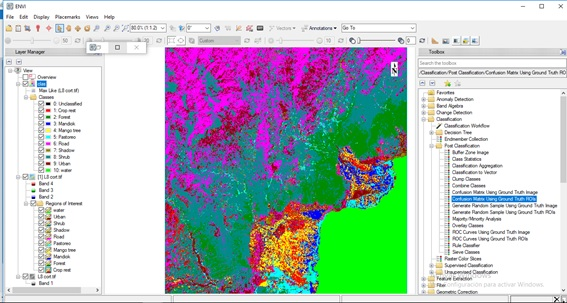 ENVI
File Edit Display Placemarks Views Help
80.0% (1:1.2)
0°
Vectors
Annotations
Go To
50
20
Custom
10
0
Layer Manager
View
Overview
Max Like (L8 cort.tif)
Classes
0: Unclassified
1: Crop rest
2: Forest
3: Mandiok
4: Mango tree
5: Pastoreo
6: Road
7: Shadow
8: Shrub
9: Urban
10: water
[1] L8 cort.tif
Band 4
Band 3
Band 2
Regions of Interest
water
Urban
Shrub
Shadow
Road
Pastoreo
Mango tree
Mandiok
Forest
Crop rest
L8 cort.tif
Band 1
N
Toolbox
Search the toolbox
/Classification/Post Classification/Confusion Matrix Using Ground Truth ROIs
Favorites
Anomaly Detection
Band Algebra
Change Detection
Classification
Classification Workflow
Decision Tree
Endmember Collection
Post Classification
Buffer Zone Image
Class Statistics
Classification Aggregation
Classification to Vector
Clump Classes
Combine Classes
Confusion Matrix Using Ground Truth Image
Confusion Matrix Using Ground Truth ROIs
Generate Random Sample Using Ground Truth Image
Generate Random Sample Using Ground Truth ROIs
Majority/Minority Analysis
Overlay Classes
ROC Curves Using Ground Truth Image
ROC Curves Using Ground Truth ROIs
Rule Classifier
Sieve Classes
Raster Color Slices
Supervised Classification
Unsupervised Classification
Feature Extraction
Filter
Geometric Correction
configuración para activar Windows.